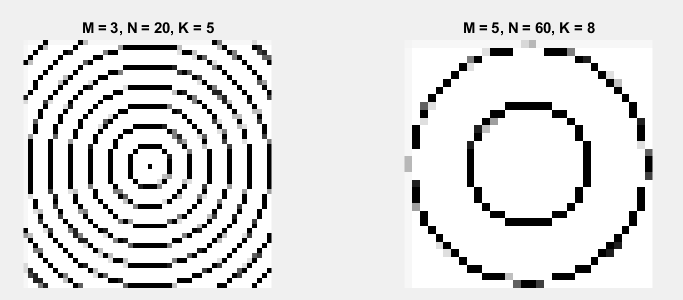 M = 3, N = 20, K = 5
M = 5, N = 60, K = 8